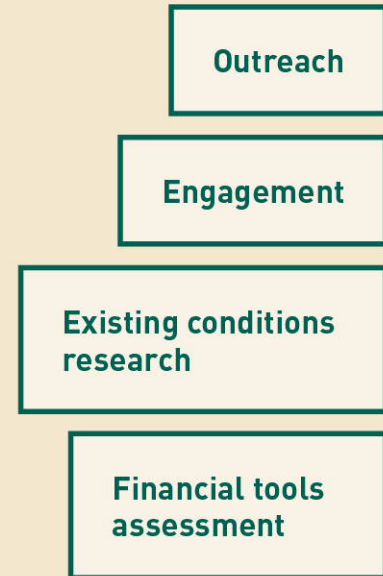 Outreach
Engagement
Existing conditions
research
Financial tools
assessment